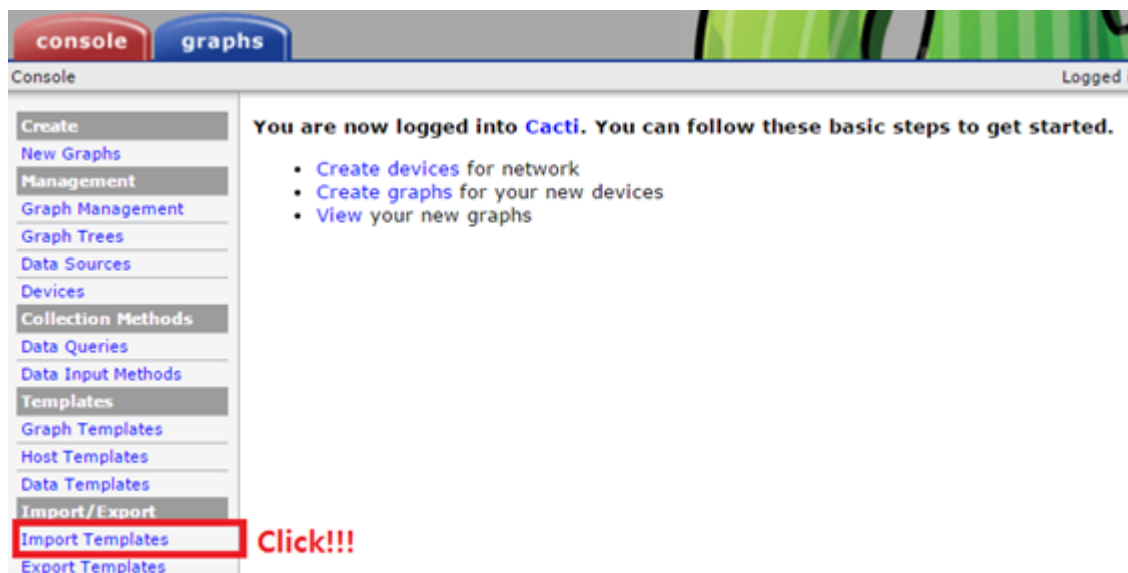 console graphs
Console Logged
Create
New Graphs
Management
Graph Management
Graph Trees
Data Sources
Devices
Collection Methods
Data Queries
Data Input Methods
Templates
Graph Templates
Host Templates
Data Templates
Import/Export
Import Templates
Export Templates
You are now logged into Cacti. You can follow these basic steps to get started.
• Create devices for network
• Create graphs for your new devices
• View your new graphs
Click!!!